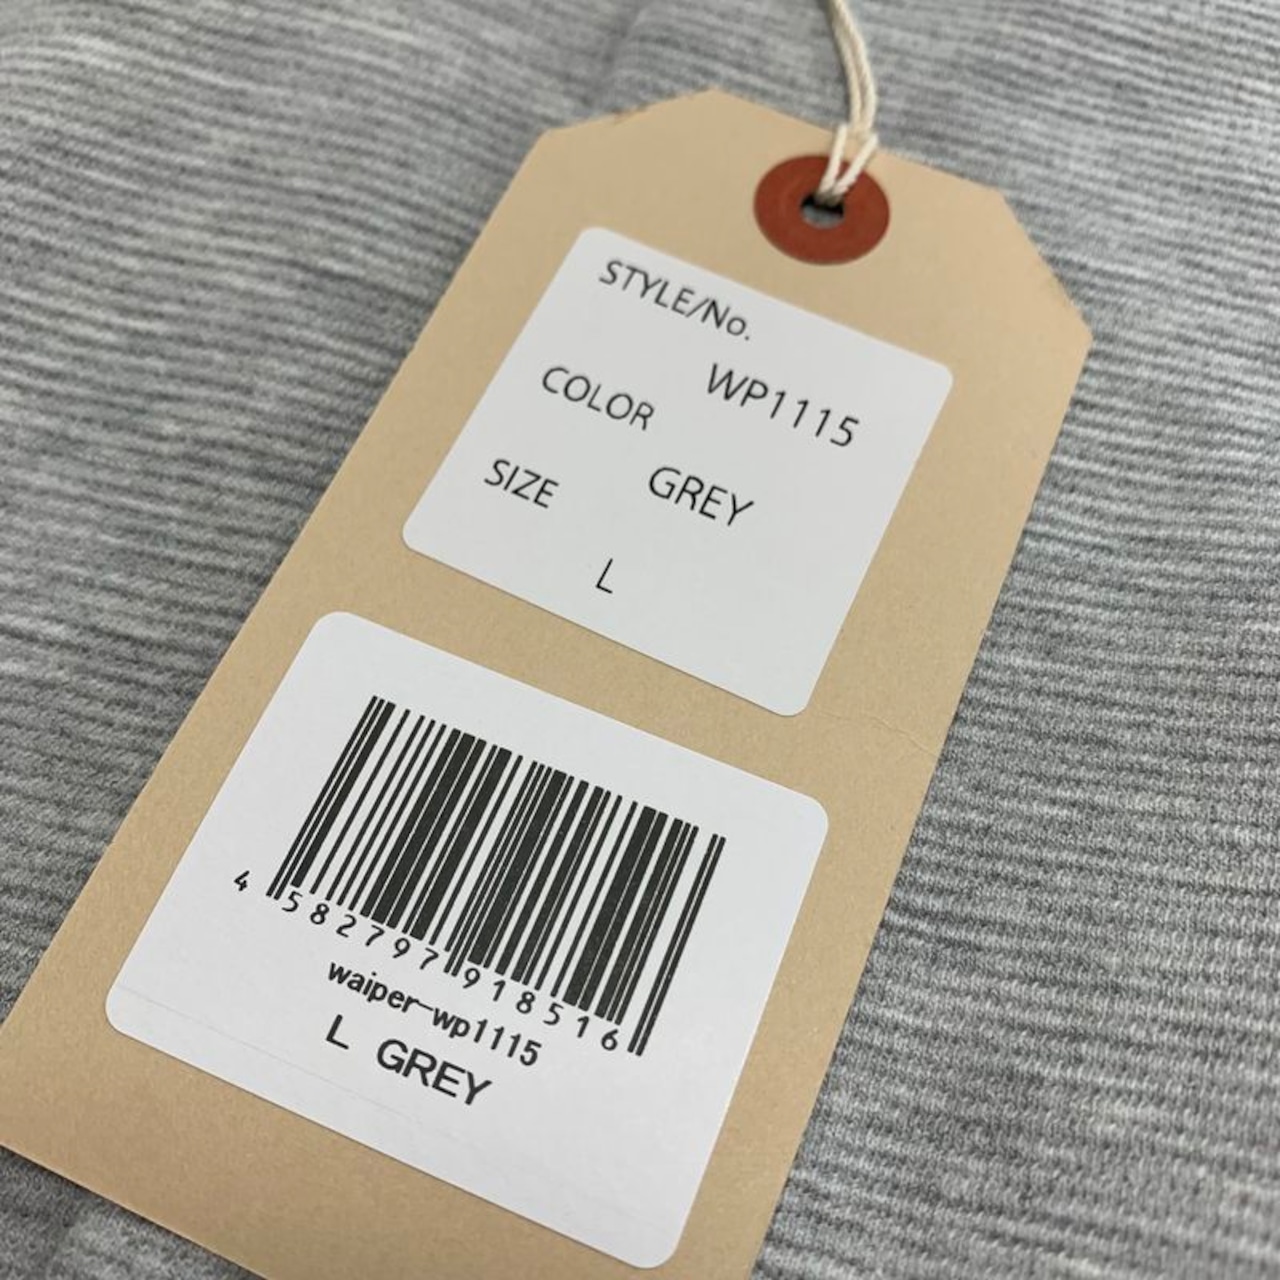 STYLE/No.
WP1115
COLOR
GREY
SIZE
L
4 582797 918516
waiper-wp1115
L GREY